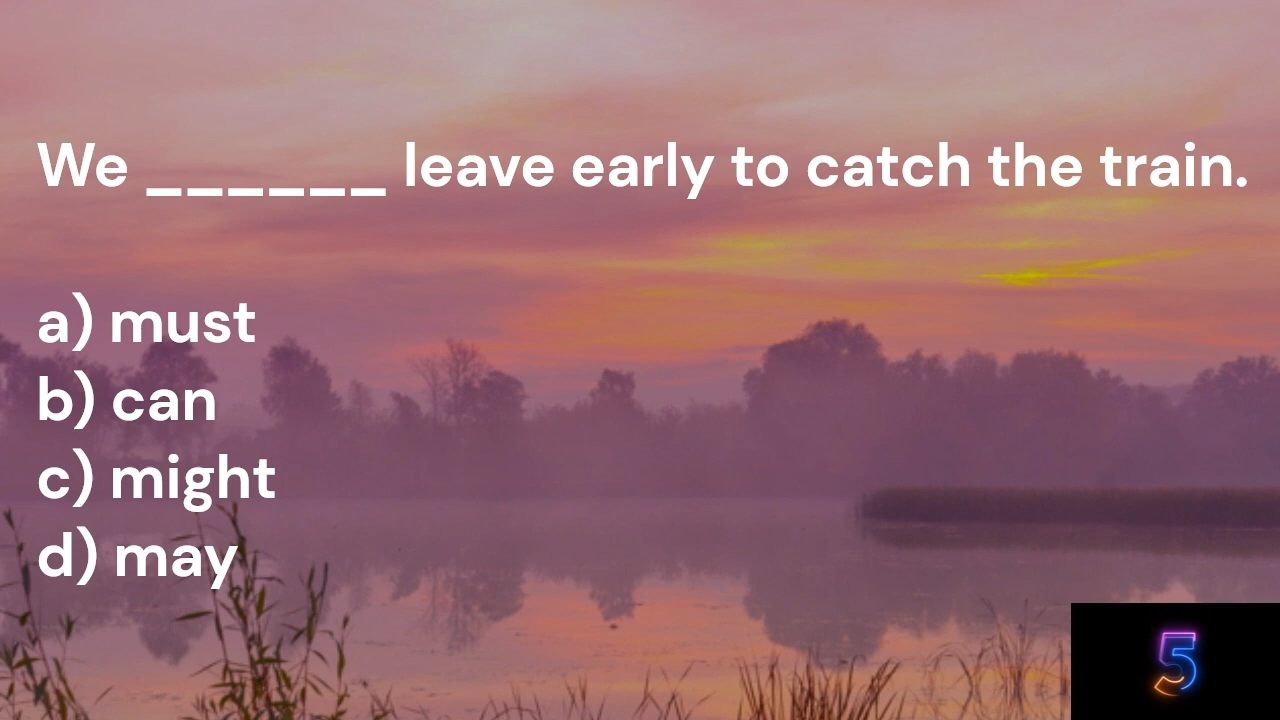 We ______ leave early to catch the train.
a) must
b) can
c) might
d) may
5